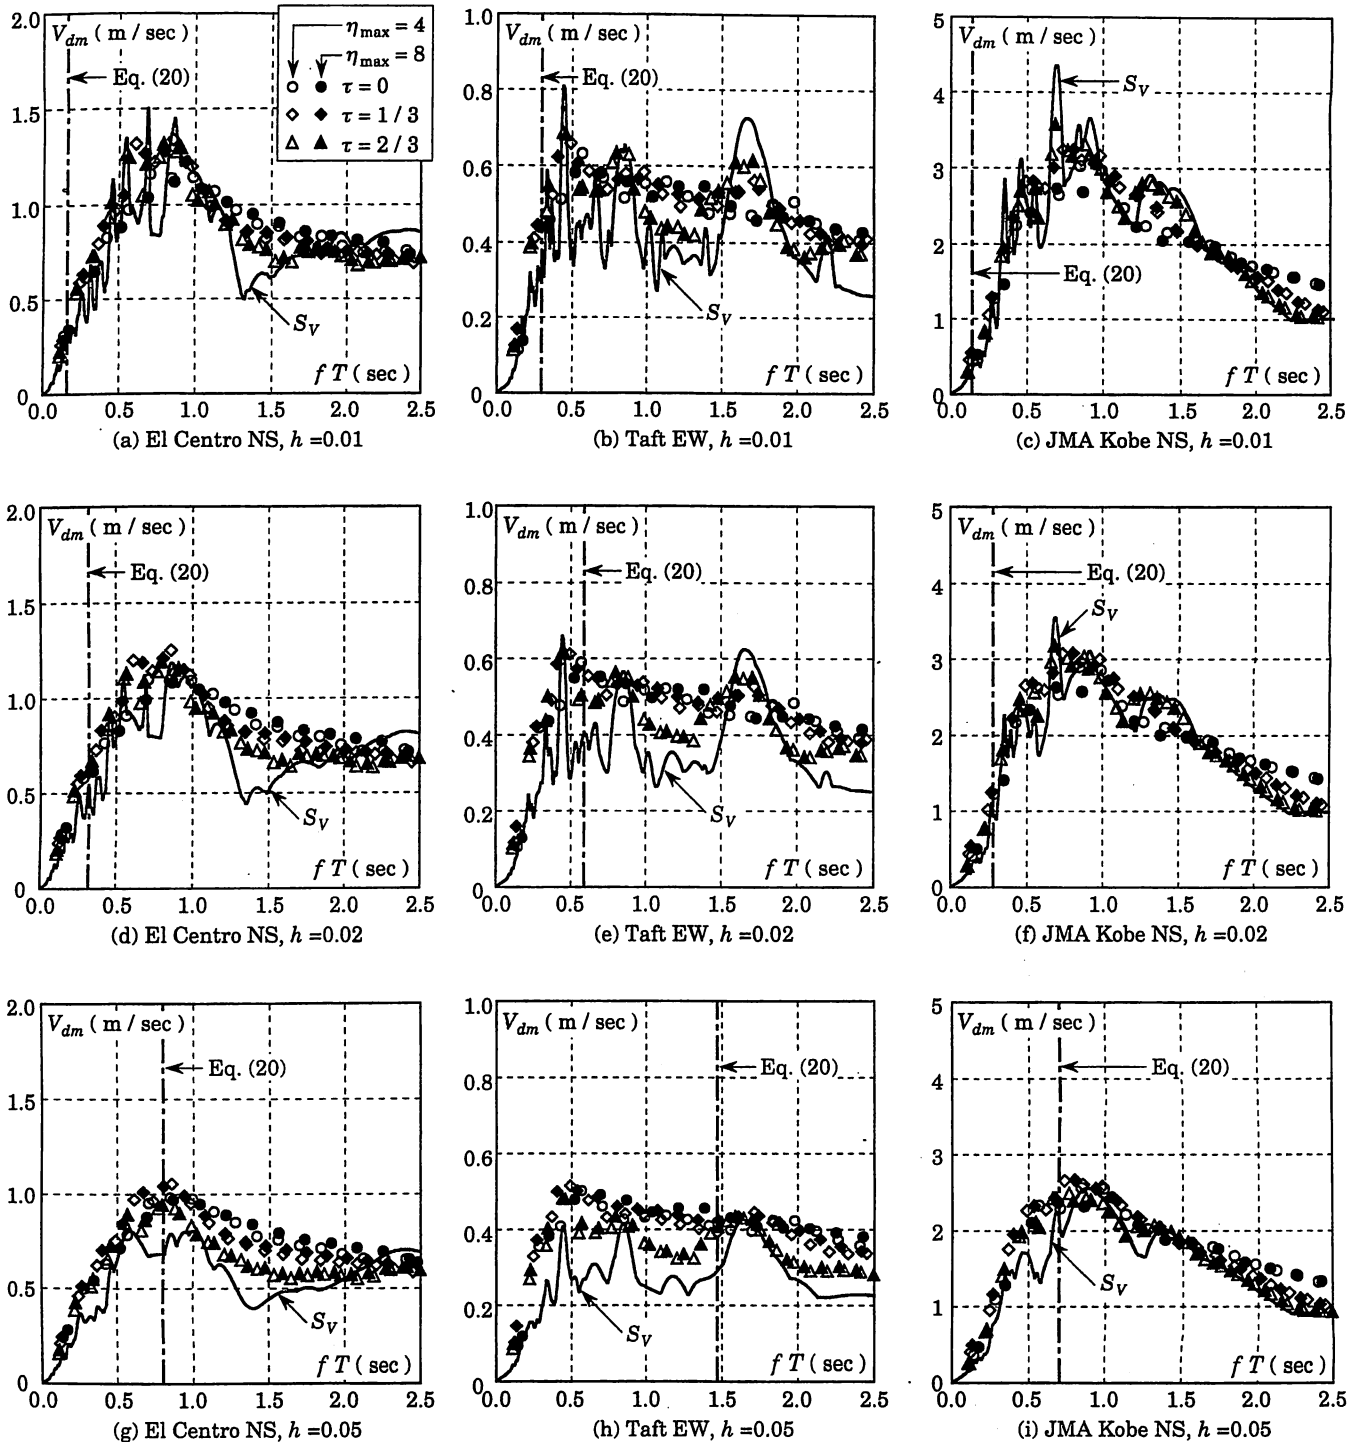 V_dm ( m / sec)
2.0
1.5
1.0
0.5
0
Eq. (20)
S_V
f T ( sec )
0.0 0.5 1.0 1.5 2.0 2.5
(a) El Centro NS, h =0.01
η_max = 4
η_max = 8
τ = 0
τ = 1 / 3
τ = 2 / 3
V_dm ( m / sec )
1.0
0.8
0.6
0.4
0.2
0
Eq. (20)
S_V
f T ( sec )
0.0 0.5 1.0 1.5 2.0 2.5
(b) Taft EW, h =0.01
V_dm ( m / sec )
5
4
3
2
1
0
S_V
Eq. (20)
f T ( sec )
0.0 0.5 1.0 1.5 2.0 2.5
(c) JMA Kobe NS, h =0.01
V_dm ( m / sec )
2.0
1.5
1.0
0.5
0
Eq. (20)
S_V
f T ( sec )
0.0 0.5 1.0 1.5 2.0 2.5
(d) El Centro NS, h =0.02
V_dm ( m / sec )
1.0
0.8
0.6
0.4
0.2
0
Eq. (20)
S_V
f T ( sec )
0.0 0.5 1.0 1.5 2.0 2.5
(e) Taft EW, h =0.02
V_dm ( m / sec )
5
4
3
2
1
0
Eq. (20)
S_V
f T ( sec )
0.0 0.5 1.0 1.5 2.0 2.5
(f) JMA Kobe NS, h =0.02
V_dm ( m / sec )
2.0
1.5
1.0
0.5
0
Eq. (20)
S_V
f T ( sec )
0.0 0.5 1.0 1.5 2.0 2.5
(g) El Centro NS, h =0.05
V_dm ( m / sec )
1.0
0.8
0.6
0.4
0.2
0
Eq. (20)
S_V
f T ( sec )
0.0 0.5 1.0 1.5 2.0 2.5
(h) Taft EW, h =0.05
V_dm ( m / sec )
5
4
3
2
1
0
Eq. (20)
S_V
f T ( sec )
0.0 0.5 1.0 1.5 2.0 2.5
(i) JMA Kobe NS, h =0.05